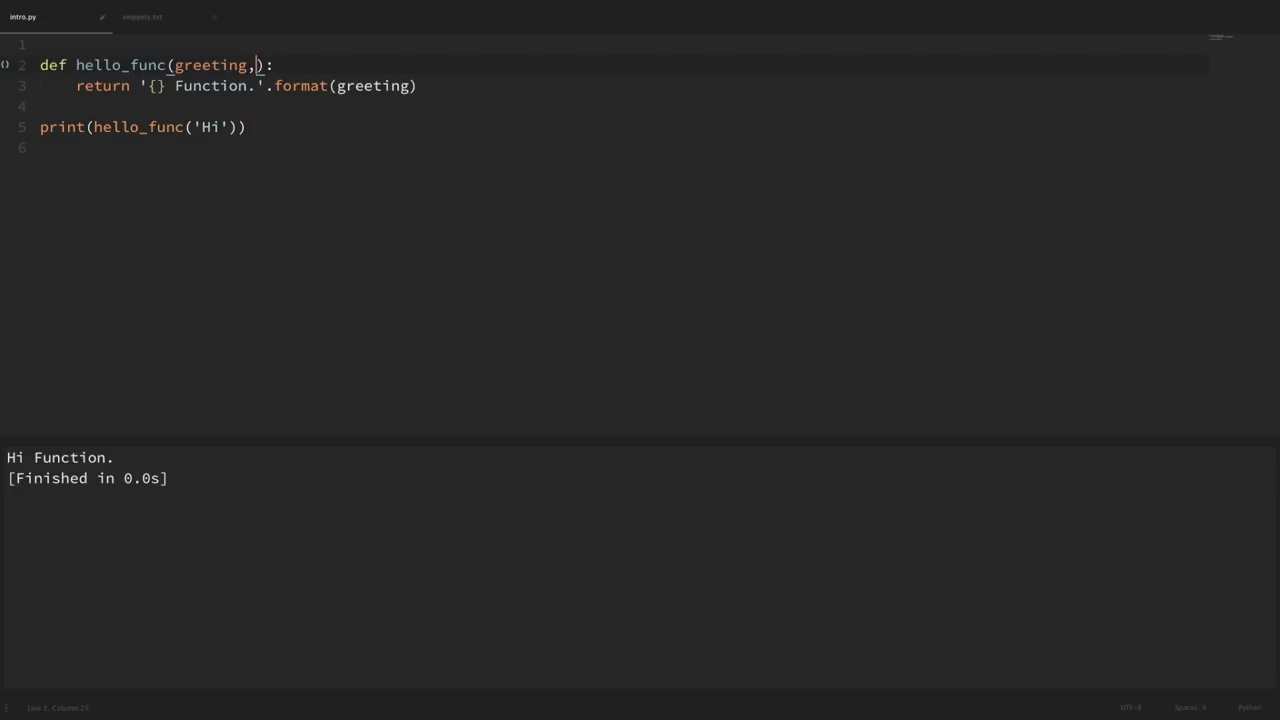 intro.py
snippets.txt
1
2 def hello_func(greeting,):
3 return '{} Function.'.format(greeting)
4
5 print(hello_func('Hi'))
6
Hi Function.
[Finished in 0.0s]
Line 2, Column 25
UTF-8 Spaces: 4 Python